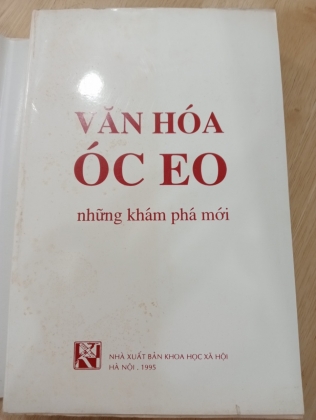 VĂN HÓA
ÓC EO
những khám phá mới
NHÀ XUẤT BẢN KHOA HỌC XÃ HỘI
HÀ NỘI . 1995